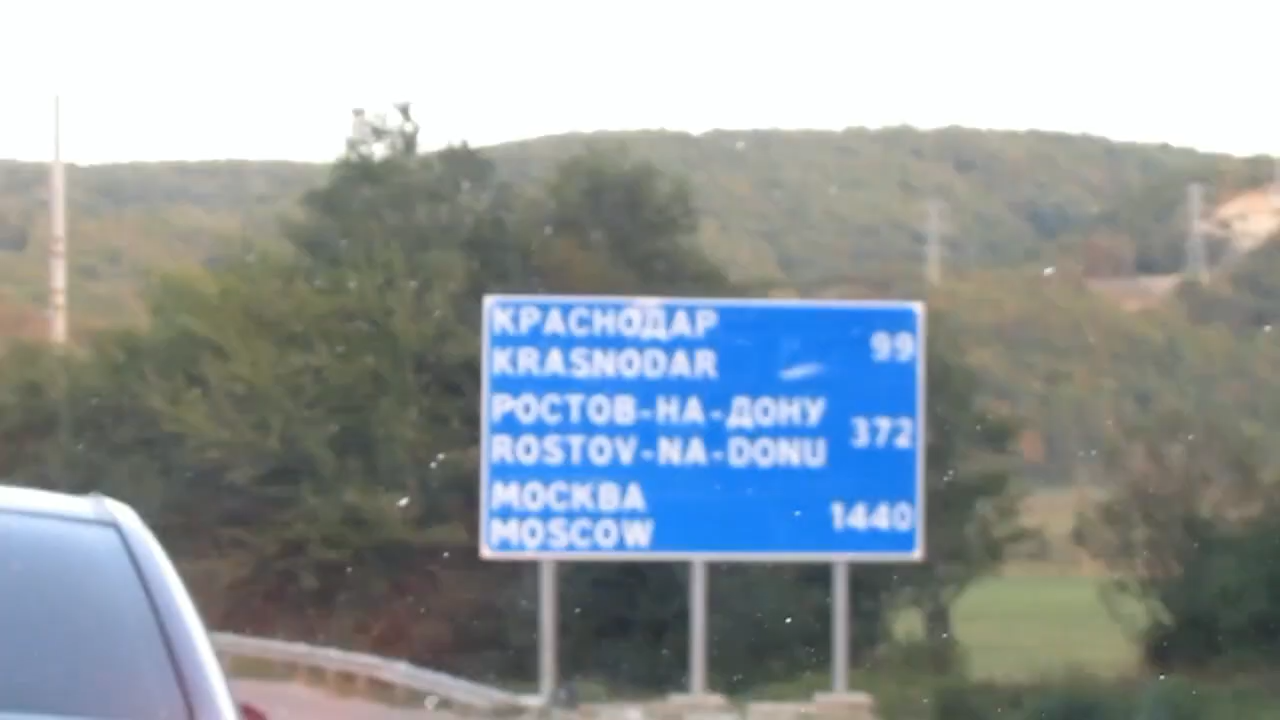 КРАСНОДАР
KRASNODAR 99
РОСТОВ-НА-ДОНУ
ROSTOV-NA-DONU 372
МОСКВА
MOSCOW 1440